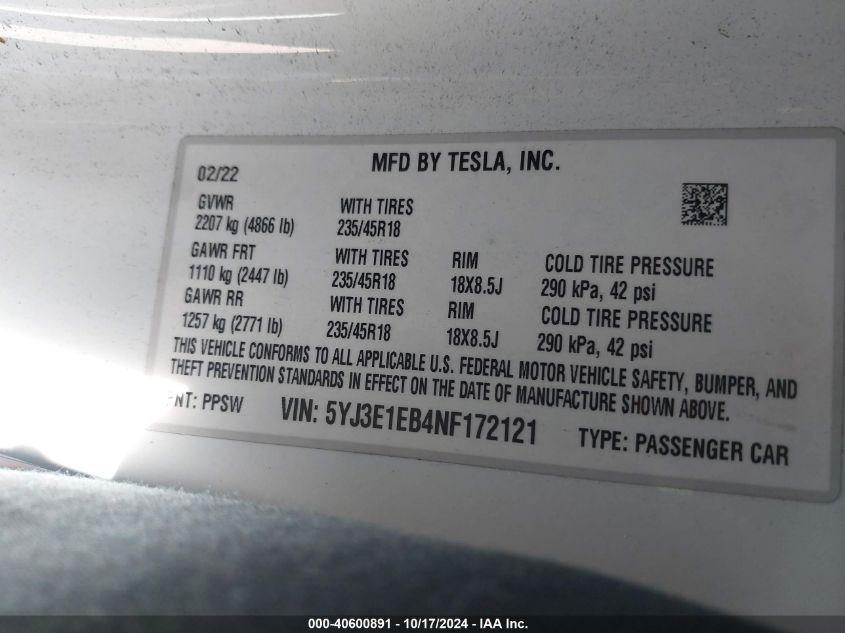 MFD BY TESLA, INC.
02/22
GVWR WITH TIRES
2207 kg (4866 lb) 235/45R18
GAWR FRT WITH TIRES RIM COLD TIRE PRESSURE
1110 kg (2447 lb) 235/45R18 18X8.5J 290 kPa, 42 psi
GAWR RR WITH TIRES RIM COLD TIRE PRESSURE
1257 kg (2771 lb) 235/45R18 18X8.5J 290 kPa, 42 psi
THIS VEHICLE CONFORMS TO ALL APPLICABLE U.S. FEDERAL MOTOR VEHICLE SAFETY, BUMPER, AND
THEFT PREVENTION STANDARDS IN EFFECT ON THE DATE OF MANUFACTURE SHOWN ABOVE.
PPSW VIN: 5YJ3E1EB4NF172121 TYPE: PASSENGER CAR
000-40600891 - 10/17/2024 - IAA Inc.